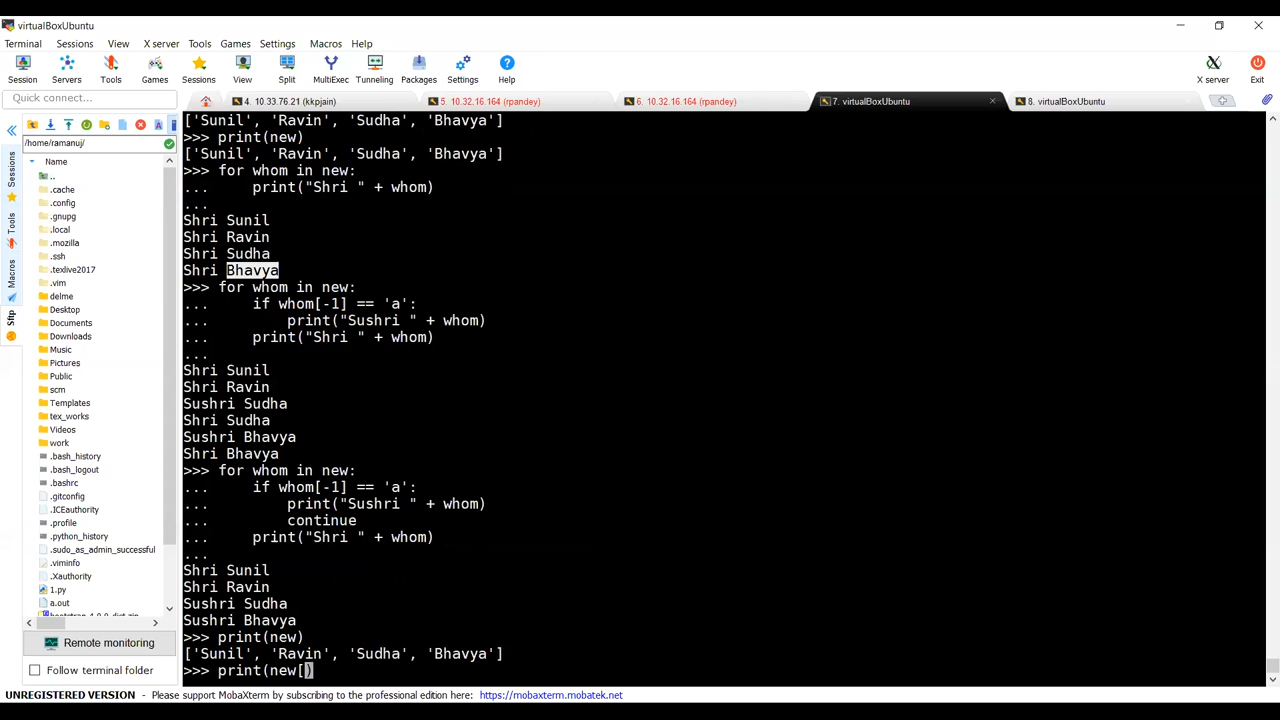 virtualBoxUbuntu
Terminal Sessions View X server Tools Games Settings Macros Help
Session Servers Tools Games Sessions View Split MultiExec Tunneling Packages Settings Help X server Exit
Quick connect...
4. 10.33.76.21 (kkpjain) 5. 10.32.16.164 (rpandey) 6. 10.32.16.164 (rpandey) 7. virtualBoxUbuntu 8. virtualBoxUbuntu
Sessions
Tools
Macros
Sftp
/home/ramanuj/
Name
..
.cache
.config
.gnupg
.local
.mozilla
.ssh
.texlive2017
.vim
delme
Desktop
Documents
Downloads
Music
Pictures
Public
scm
Templates
tex_works
Videos
work
.bash_history
.bash_logout
.bashrc
.gitconfig
.ICEauthority
.profile
.python_history
.sudo_as_admin_successful
.viminfo
.Xauthority
1.py
a.out
Remote monitoring
Follow terminal folder
['Sunil', 'Ravin', 'Sudha', 'Bhavya']
>>> print(new)
['Sunil', 'Ravin', 'Sudha', 'Bhavya']
>>> for whom in new:
...     print("Shri " + whom)
...
Shri Sunil
Shri Ravin
Shri Sudha
Shri Bhavya
>>> for whom in new:
...     if whom[-1] == 'a':
...         print("Sushri " + whom)
...     print("Shri " + whom)
...
Shri Sunil
Shri Ravin
Sushri Sudha
Shri Sudha
Sushri Bhavya
Shri Bhavya
>>> for whom in new:
...     if whom[-1] == 'a':
...         print("Sushri " + whom)
...         continue
...     print("Shri " + whom)
...
Shri Sunil
Shri Ravin
Sushri Sudha
Sushri Bhavya
>>> print(new)
['Sunil', 'Ravin', 'Sudha', 'Bhavya']
>>> print(new[)
UNREGISTERED VERSION - Please support MobaXterm by subscribing to the professional edition here: https://mobaxterm.mobatek.net